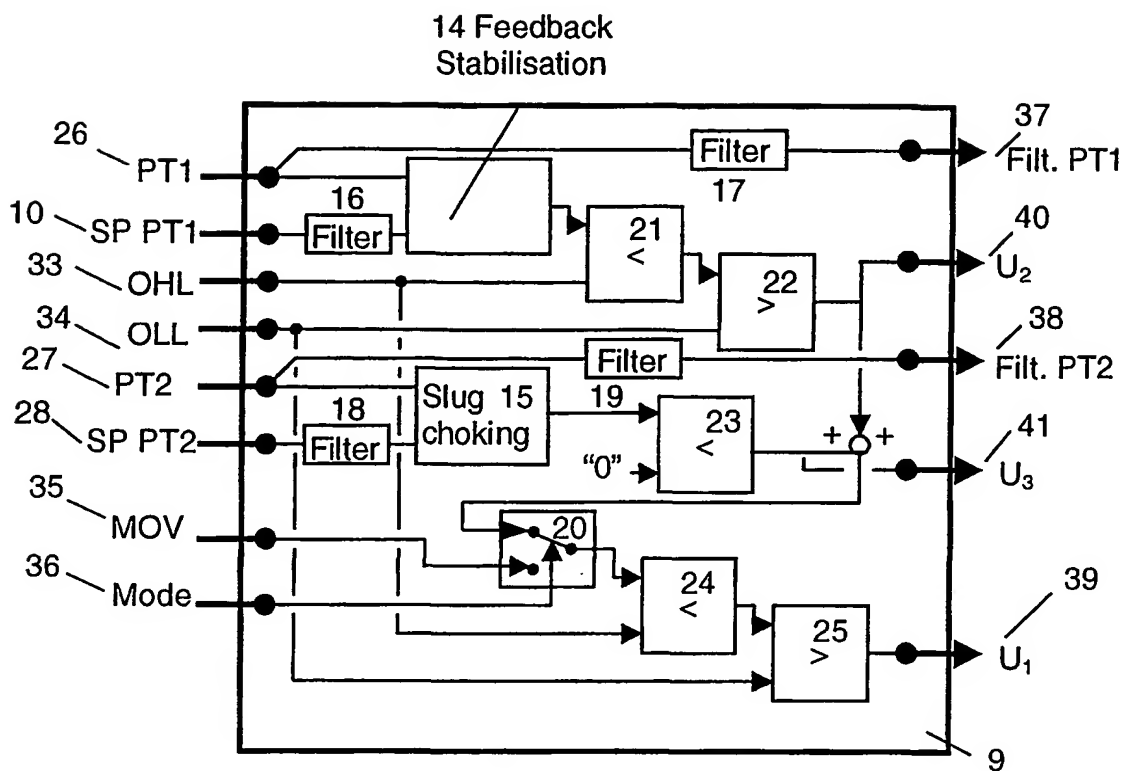 14 Feedback
Stabilisation
26
PT1
Filter
17
37
Filt. PT1
10
SP PT1
16
Filter
21
<
40
U2
33
OHL
22
>
34
OLL
38
Filt. PT2
27
PT2
Filter
19
Slug 15
choking
28
SP PT2
18
Filter
23
<
"0"
+ +
41
U3
35
MOV
20
36
Mode
24
<
25
>
39
U1
9